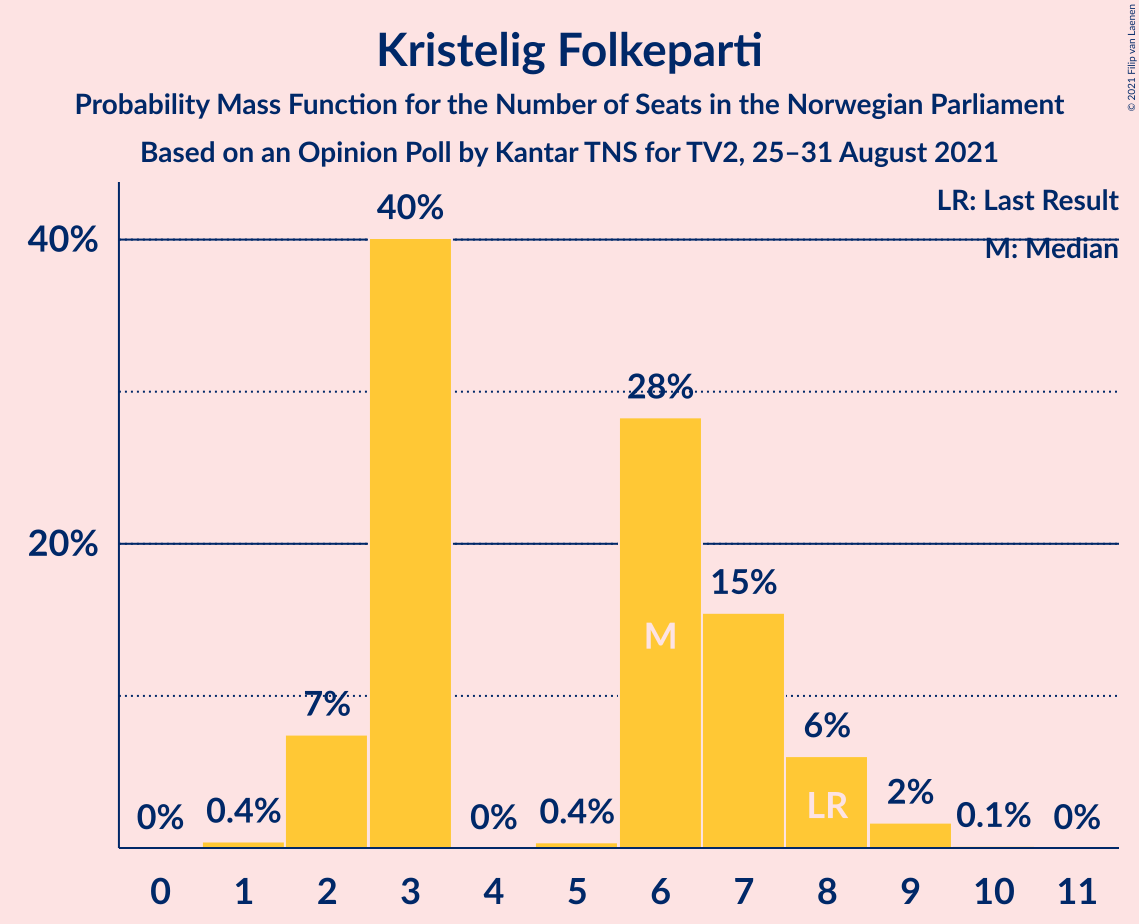 Kristelig Folkeparti
Probability Mass Function for the Number of Seats in the Norwegian Parliament
Based on an Opinion Poll by Kantar TNS for TV2, 25–31 August 2021
© 2021 Filip van Laenen
LR: Last Result
M: Median
40%
20%
0%
0.4%
7%
40%
0%
0.4%
28%
15%
6%
2%
0.1%
0%
M
LR
0 1 2 3 4 5 6 7 8 9 10 11